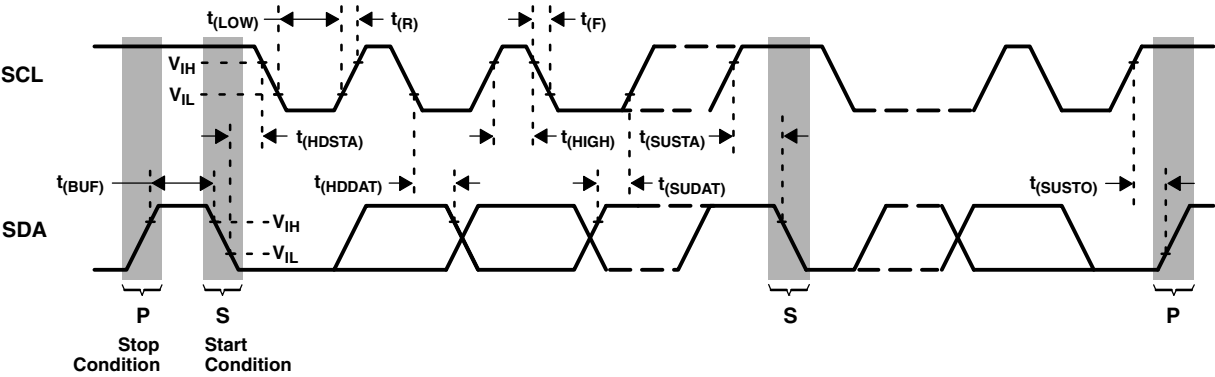 t(LOW) t(R) t(F)
SCL
VIH
VIL
t(HDSTA) t(HIGH) t(SUSTA)
t(BUF) t(HDDAT) t(SUDAT) t(SUSTO)
SDA
VIH
VIL
P S S P
Stop Condition
Start Condition